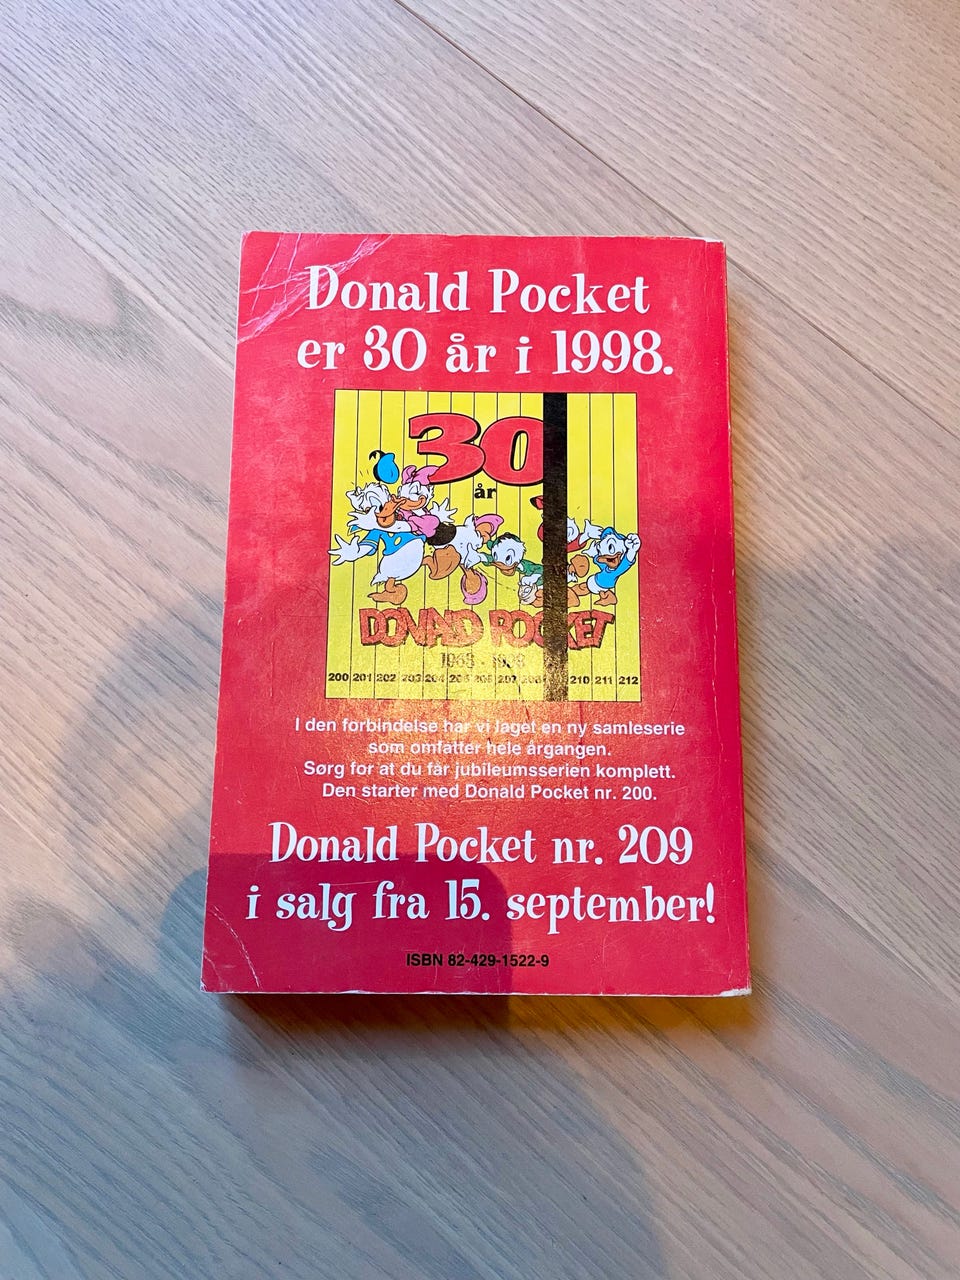 Donald Pocket
er 30 år i 1998.
30
år
DONALD POCKET
1968 - 1998
200 201 202 203 204 205 206 207 208 210 211 212
I den forbindelse har vi laget en ny samleserie
som omfatter hele årgangen.
Sørg for at du får jubileumsserien komplett.
Den starter med Donald Pocket nr. 200.
Donald Pocket nr. 209
i salg fra 15. september!
ISBN 82-429-1522-9